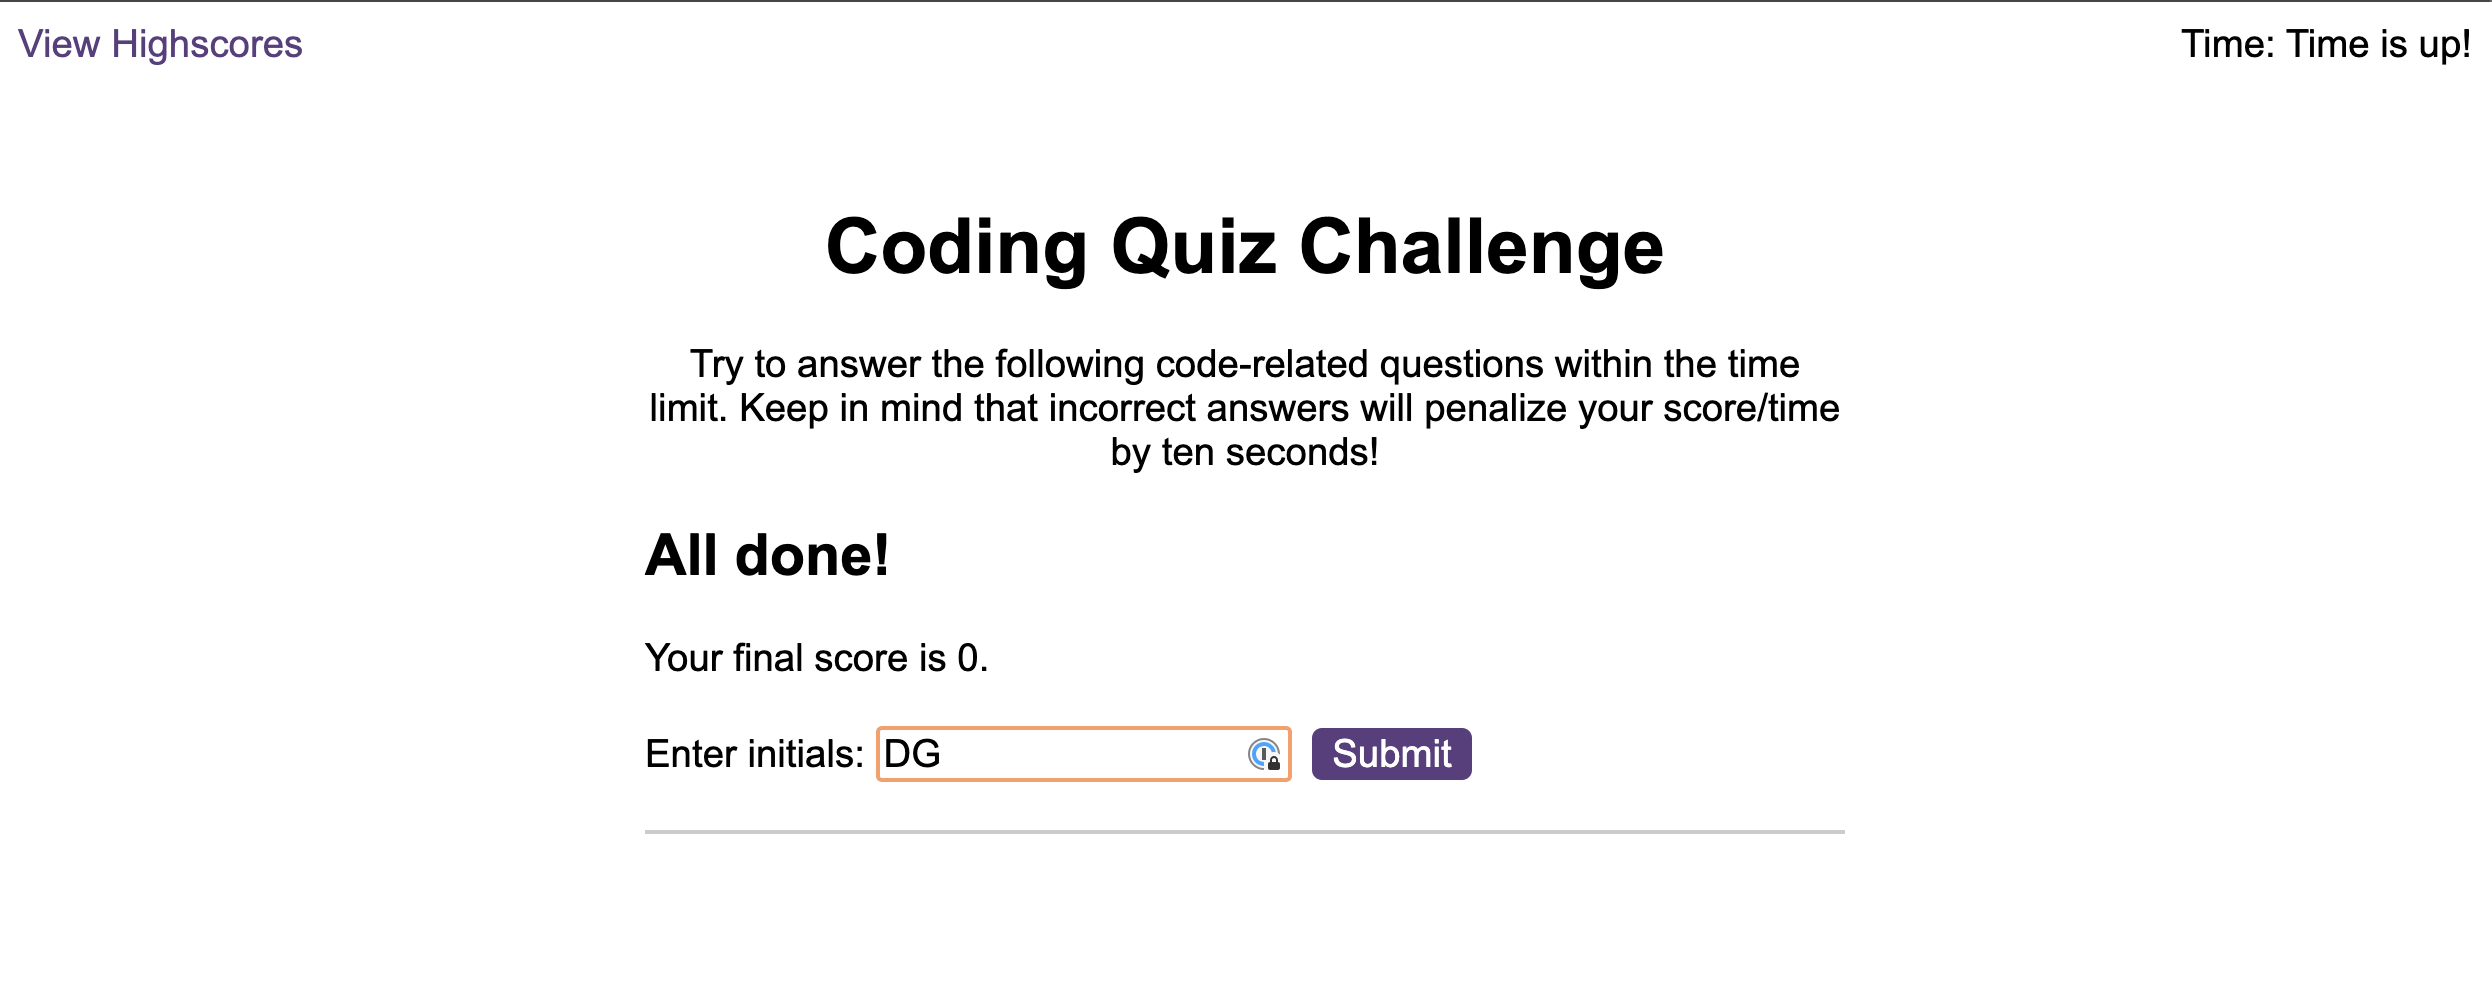 View Highscores
Time: Time is up!
Coding Quiz Challenge
Try to answer the following code-related questions within the time
limit. Keep in mind that incorrect answers will penalize your score/time
by ten seconds!
All done!
Your final score is 0.
Enter initials: DG Submit